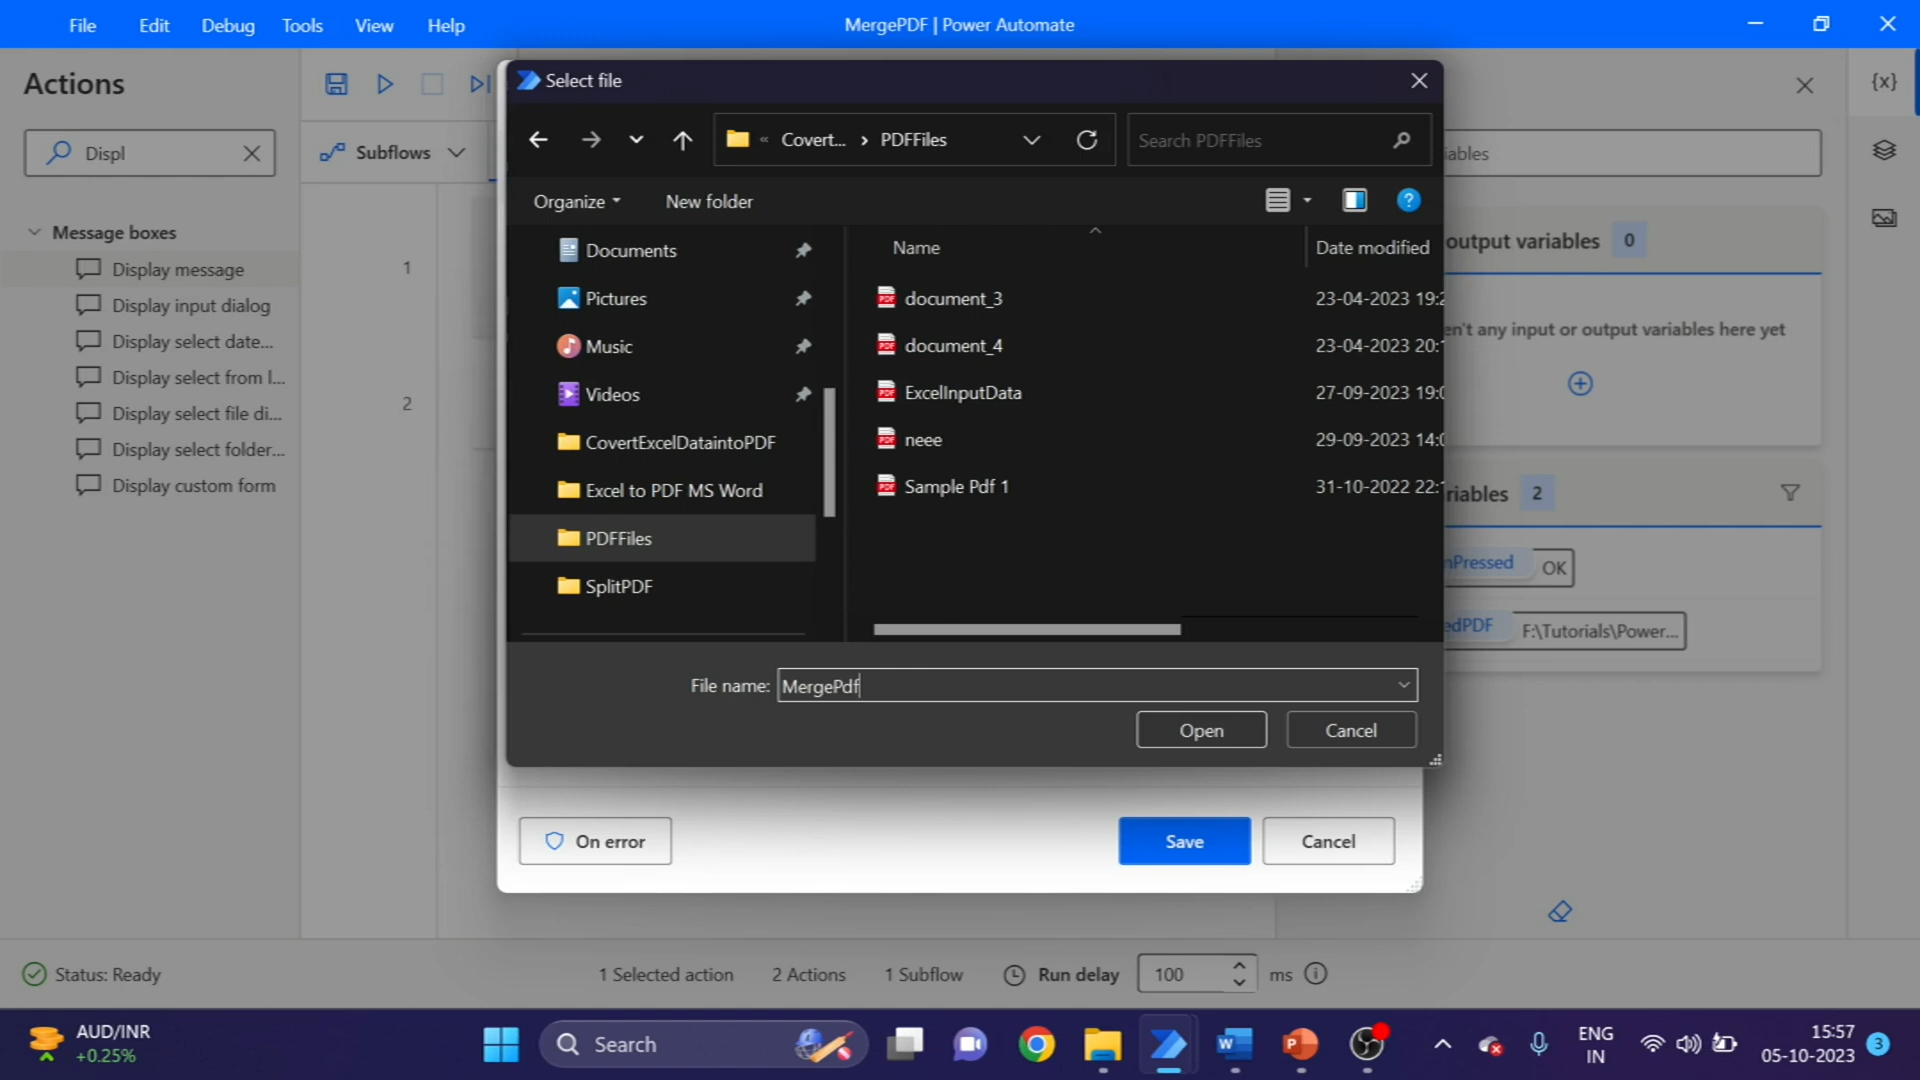 File Edit Debug Tools View Help MergePDF | Power Automate
Actions
Displ
Message boxes
Display message
Display input dialog
Display select date...
Display select from l...
Display select file di...
Display select folder...
Display custom form
Subflows
1
2
Select file
« Covert... › PDFFiles
Search PDFFiles
Organize
New folder
Documents
Pictures
Music
Videos
CovertExcelDataintoPDF
Excel to PDF MS Word
PDFFiles
SplitPDF
Name Date modified
document_3 23-04-2023 19:2
document_4 23-04-2023 20:1
ExcelInputData 27-09-2023 19:0
neee 29-09-2023 14:0
Sample Pdf 1 31-10-2022 22:1
File name: MergePdf
Open Cancel
On error Save Cancel
{x}
iables
output variables 0
en't any input or output variables here yet
riables 2
nPressed OK
edPDF F:\Tutorials\Power...
Status: Ready 1 Selected action 2 Actions 1 Subflow Run delay 100 ms
AUD/INR
+0.25%
Search
ENG
IN
15:57
05-10-2023
3